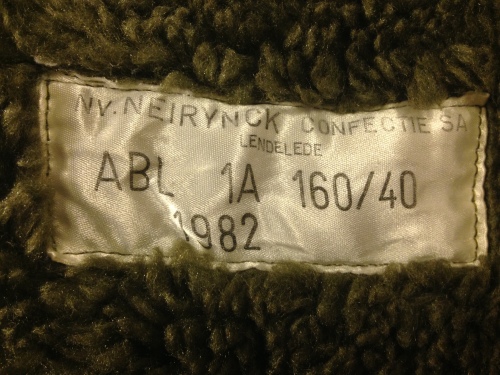 NV. NEIRYNCK CONFECTIE SA
LENDELEDE
ABL 1A 160/40
1982